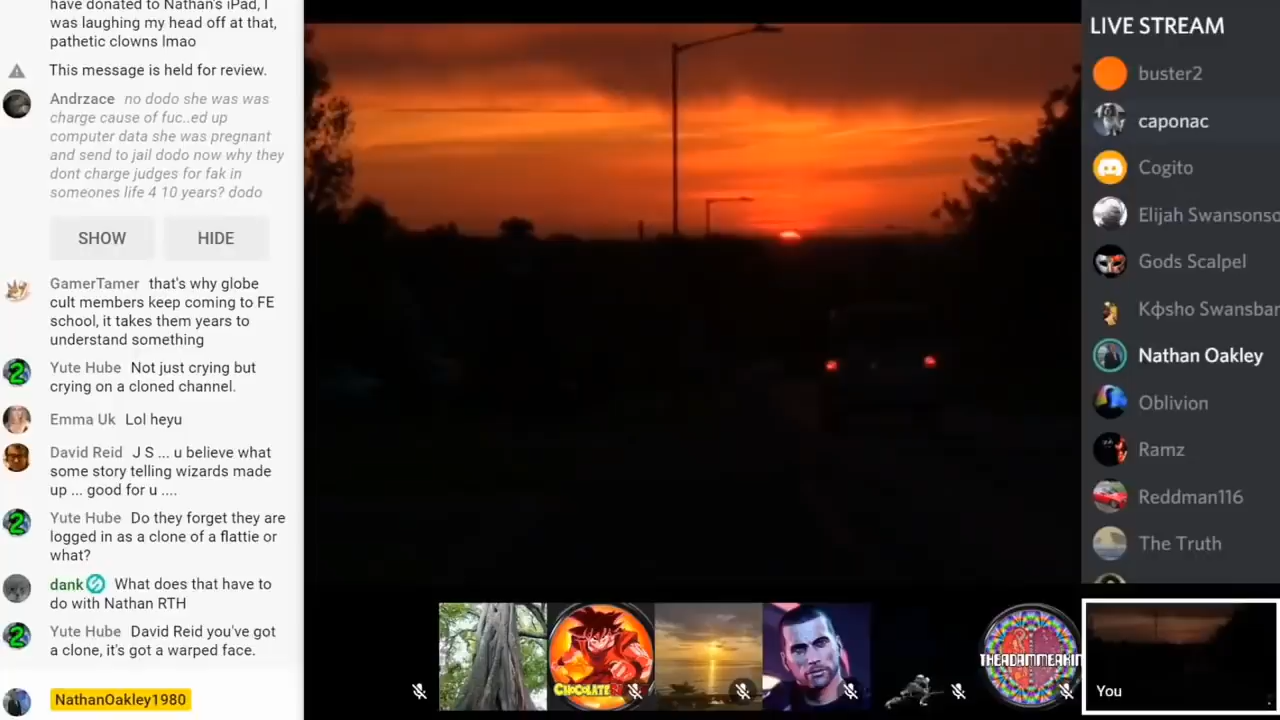 have donated to Nathan's iPad, I
was laughing my head off at that,
pathetic clowns lmao
This message is held for review.
Andrzace no dodo she was was
charge cause of fuc..ed up
computer data she was pregnant
and send to jail dodo now why they
dont charge judges for fak in
someones life 4 10 years? dodo
SHOW HIDE
GamerTamer that's why globe
cult members keep coming to FE
school, it takes them years to
understand something
Yute Hube Not just crying but
crying on a cloned channel.
Emma Uk Lol heyu
David Reid J S ... u believe what
some story telling wizards made
up ... good for u ....
Yute Hube Do they forget they are
logged in as a clone of a flattie or
what?
dank What does that have to
do with Nathan RTH
Yute Hube David Reid you've got
a clone, it's got a warped face.
NathanOakley1980
LIVE STREAM
buster2
caponac
Cogito
Elijah Swansonso
Gods Scalpel
Kфsho Swansbar
Nathan Oakley
Oblivion
Ramz
Reddman116
The Truth
CHOCOLATE
You